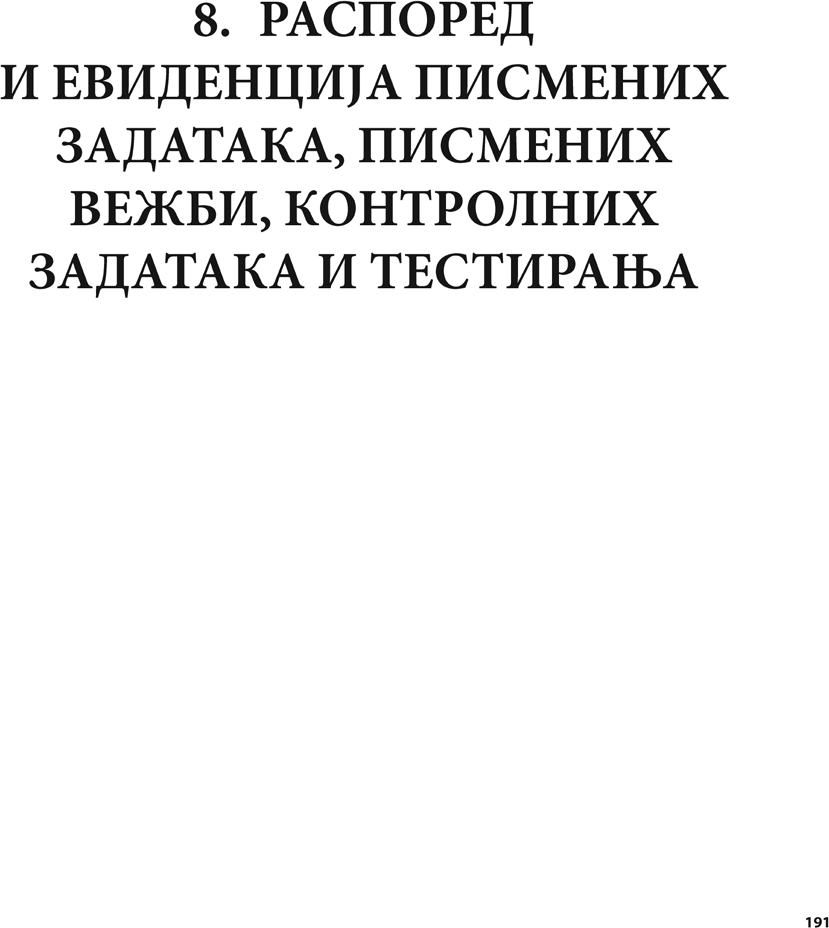 8. РАСПОРЕД
И ЕВИДЕНЦИЈА ПИСМЕНИХ
ЗАДАТАКА, ПИСМЕНИХ
ВЕЖБИ, КОНТРОЛНИХ
ЗАДАТАКА И ТЕСТИРАЊА
191